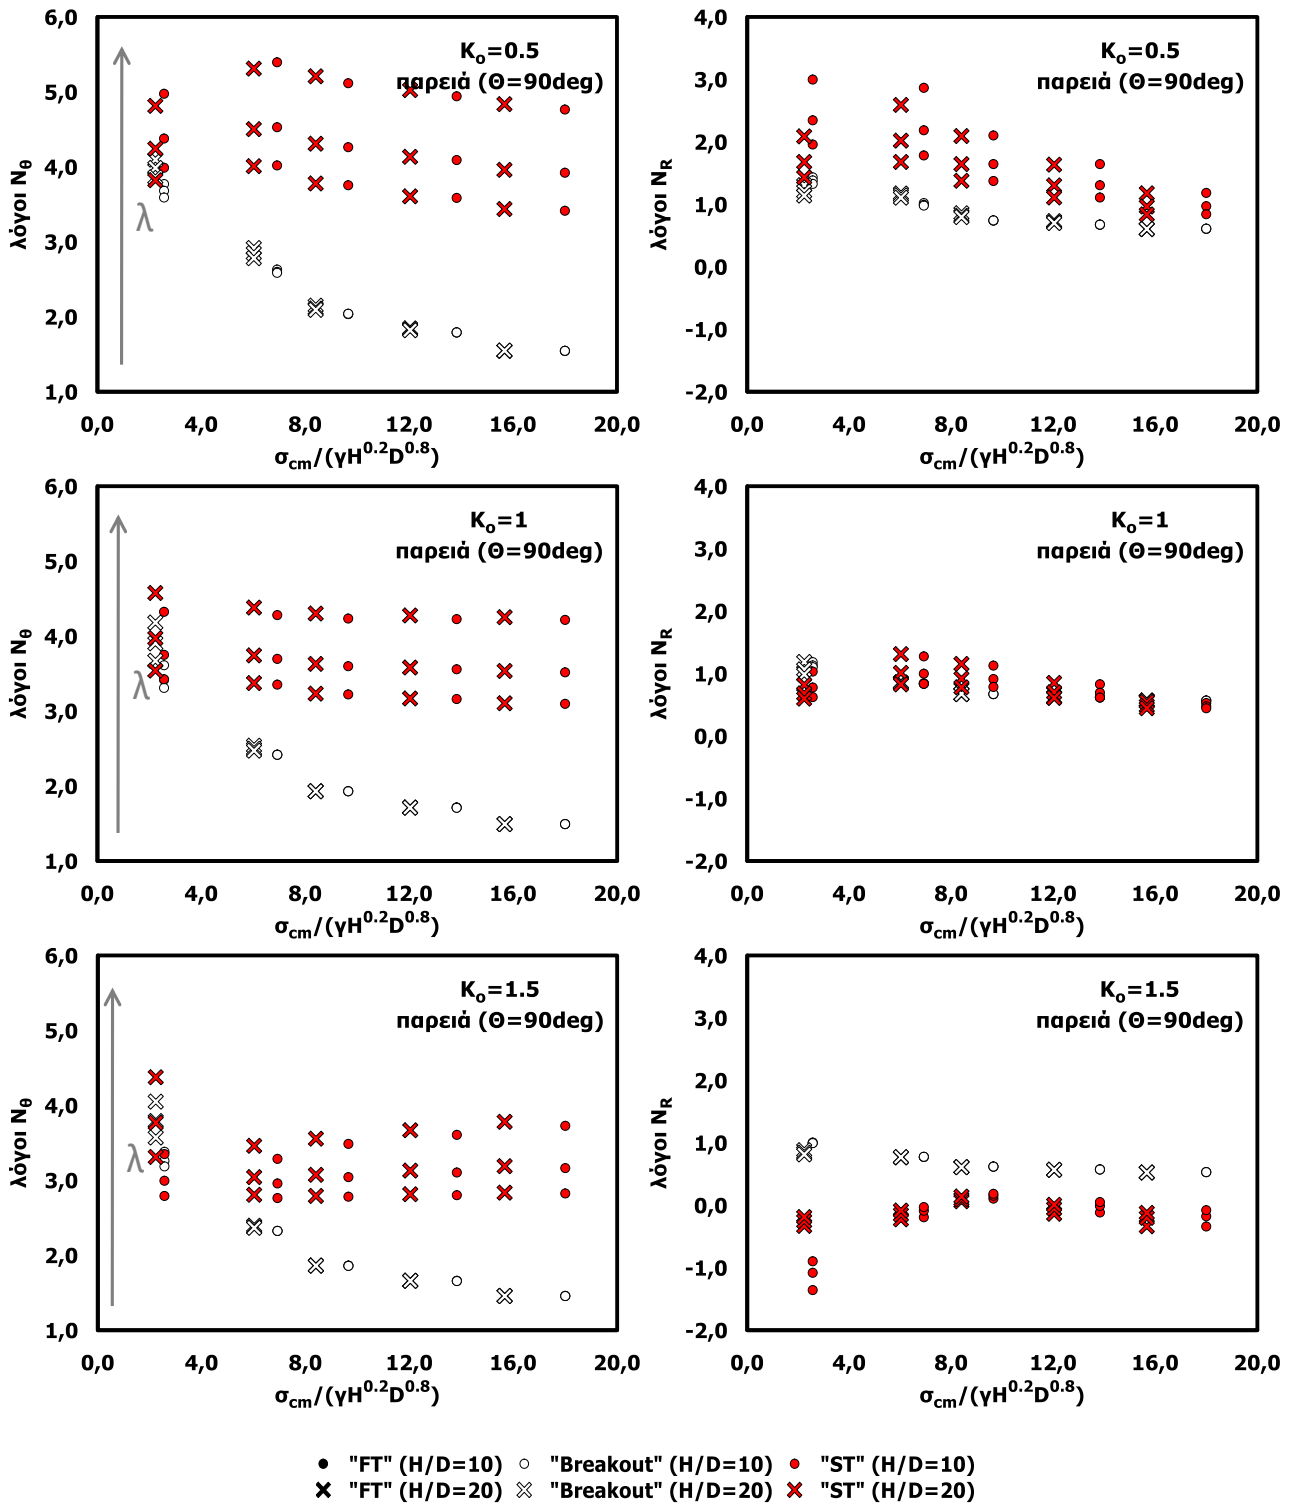 6,0
5,0
4,0
3,0
2,0
1,0
λόγοι Nθ
λ
Ko=0.5
παρειά (Θ=90deg)
0,0 4,0 8,0 12,0 16,0 20,0
σcm/(γH0.2D0.8)
4,0
3,0
2,0
1,0
0,0
-1,0
-2,0
λόγοι NR
Ko=0.5
παρειά (Θ=90deg)
0,0 4,0 8,0 12,0 16,0 20,0
σcm/(γH0.2D0.8)
6,0
5,0
4,0
3,0
2,0
1,0
λόγοι Nθ
λ
Ko=1
παρειά (Θ=90deg)
0,0 4,0 8,0 12,0 16,0 20,0
σcm/(γH0.2D0.8)
4,0
3,0
2,0
1,0
0,0
-1,0
-2,0
λόγοι NR
Ko=1
παρειά (Θ=90deg)
0,0 4,0 8,0 12,0 16,0 20,0
σcm/(γH0.2D0.8)
6,0
5,0
4,0
3,0
2,0
1,0
λόγοι Nθ
λ
Ko=1.5
παρειά (Θ=90deg)
0,0 4,0 8,0 12,0 16,0 20,0
σcm/(γH0.2D0.8)
4,0
3,0
2,0
1,0
0,0
-1,0
-2,0
λόγοι NR
Ko=1.5
παρειά (Θ=90deg)
0,0 4,0 8,0 12,0 16,0 20,0
σcm/(γH0.2D0.8)
"FT" (H/D=10) "Breakout" (H/D=10) "ST" (H/D=10)
"FT" (H/D=20) "Breakout" (H/D=20) "ST" (H/D=20)